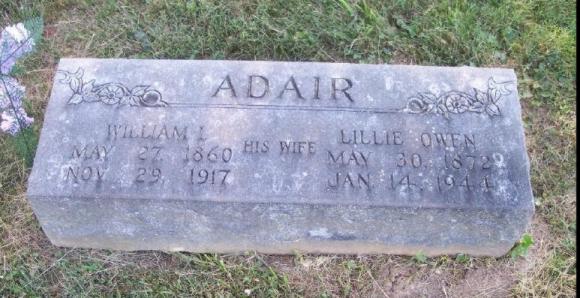 ADAIR
WILLIAM L.
MAY 27, 1860
NOV 29, 1917
HIS WIFE
LILLIE OWEN
MAY 30, 1872
JAN 14, 1944